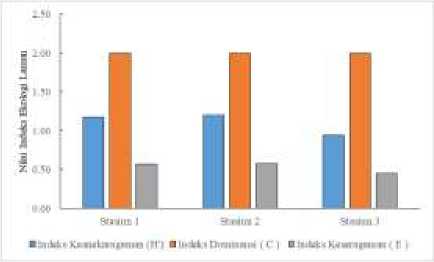 Nilai Indeks Ekologi Lamun
2.50
2.00
1.50
1.00
0.50
0.00
Stasiun 1 Stasiun 2 Stasiun 3
Indeks Keanekaragaman (H') Indeks Dominansi ( C ) Indeks Keseragaman ( E )